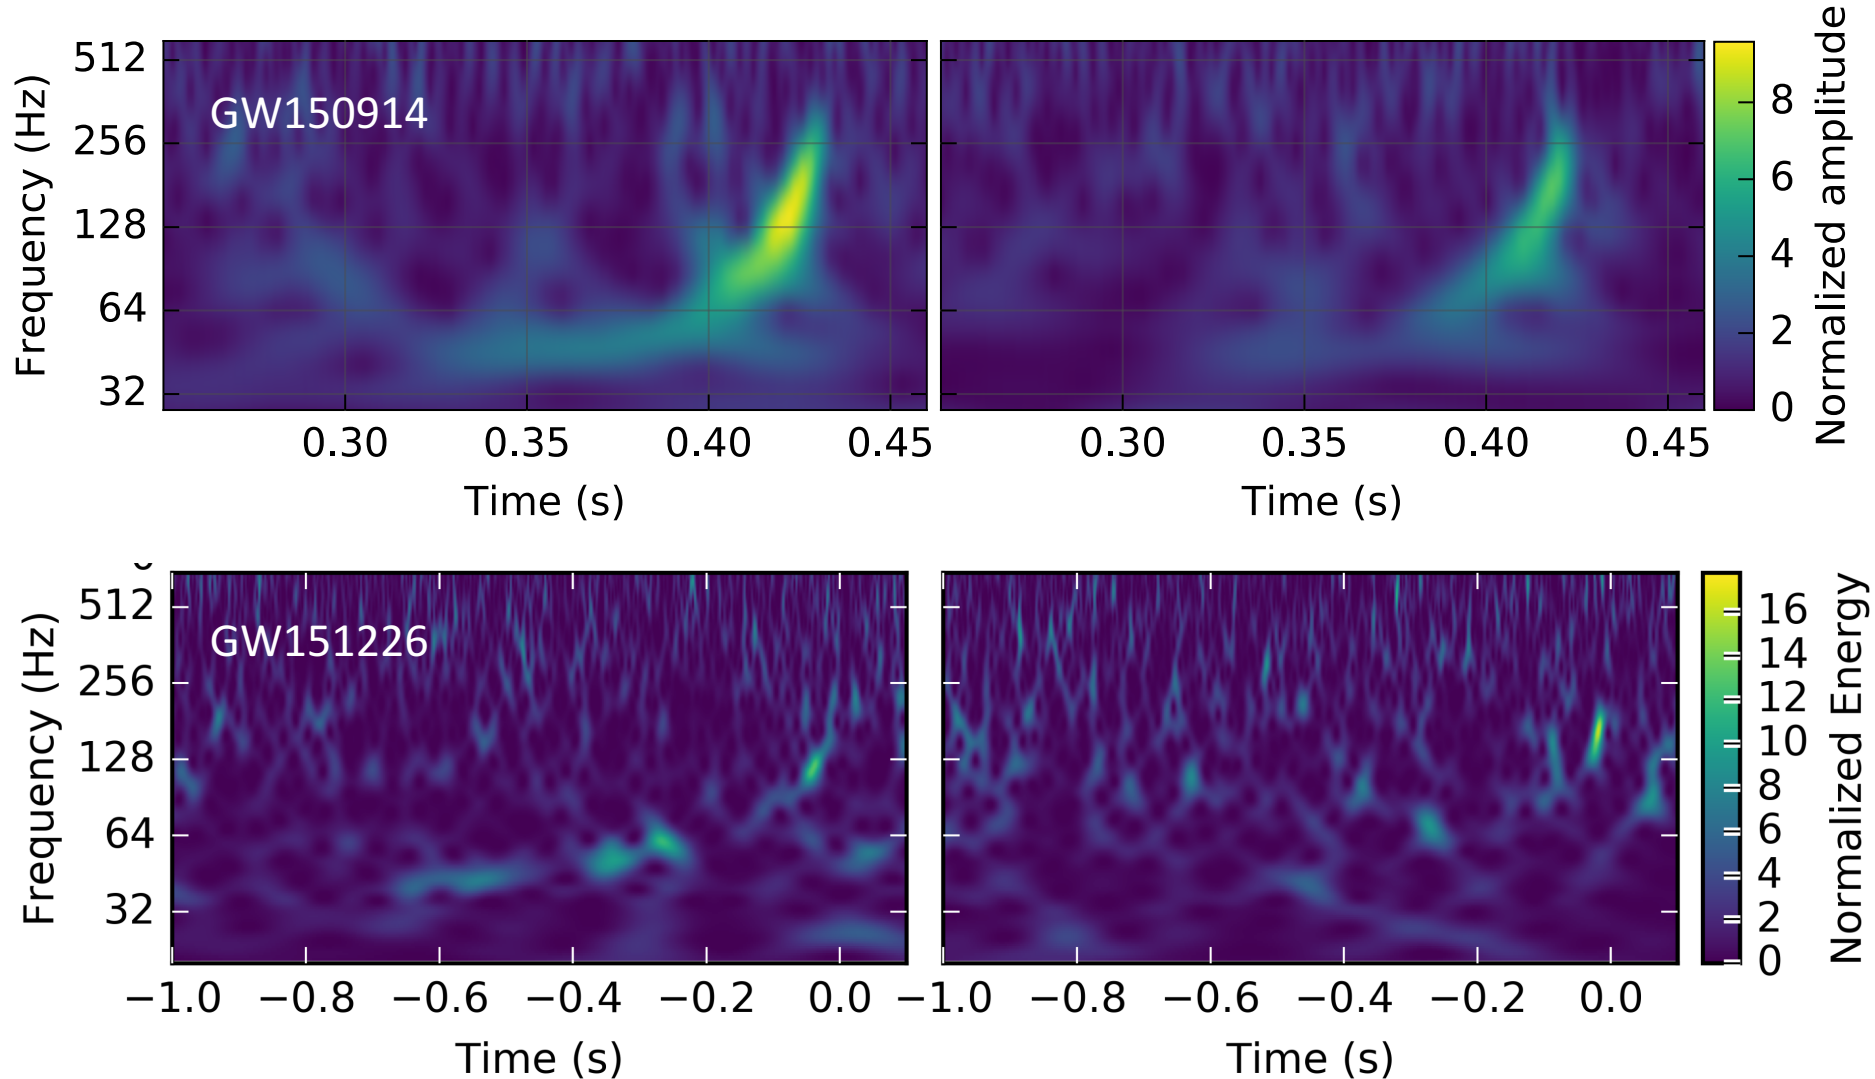 512
256
128
64
32
Frequency (Hz)
GW150914
0.30 0.35 0.40 0.45
Time (s)
0.30 0.35 0.40 0.45
Time (s)
8
6
4
2
0
Normalized amplitude
512
256
128
64
32
Frequency (Hz)
GW151226
−1.0 −0.8 −0.6 −0.4 −0.2 0.0
Time (s)
−1.0 −0.8 −0.6 −0.4 −0.2 0.0
Time (s)
16
14
12
10
8
6
4
2
0
Normalized Energy